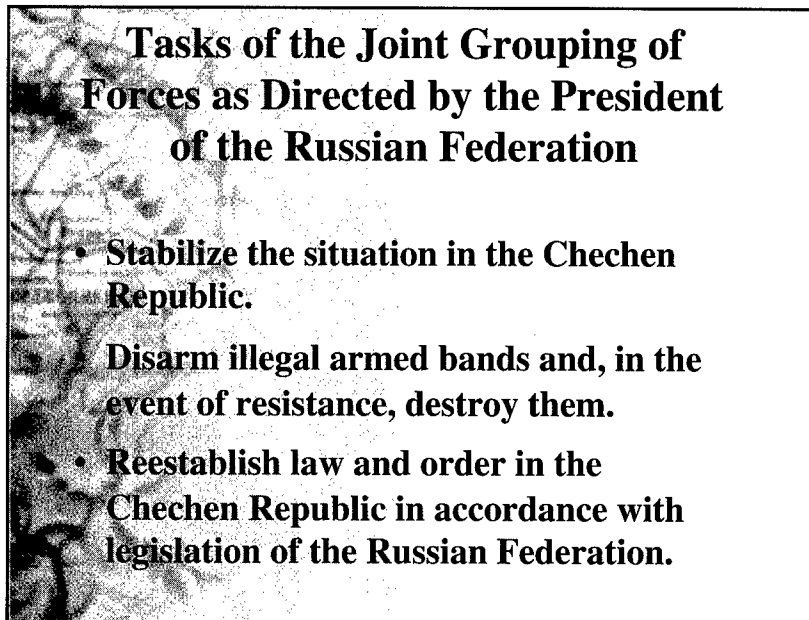 Tasks of the Joint Grouping of
Forces as Directed by the President
of the Russian Federation
• Stabilize the situation in the Chechen
Republic.
• Disarm illegal armed bands and, in the
event of resistance, destroy them.
• Reestablish law and order in the
Chechen Republic in accordance with
legislation of the Russian Federation.